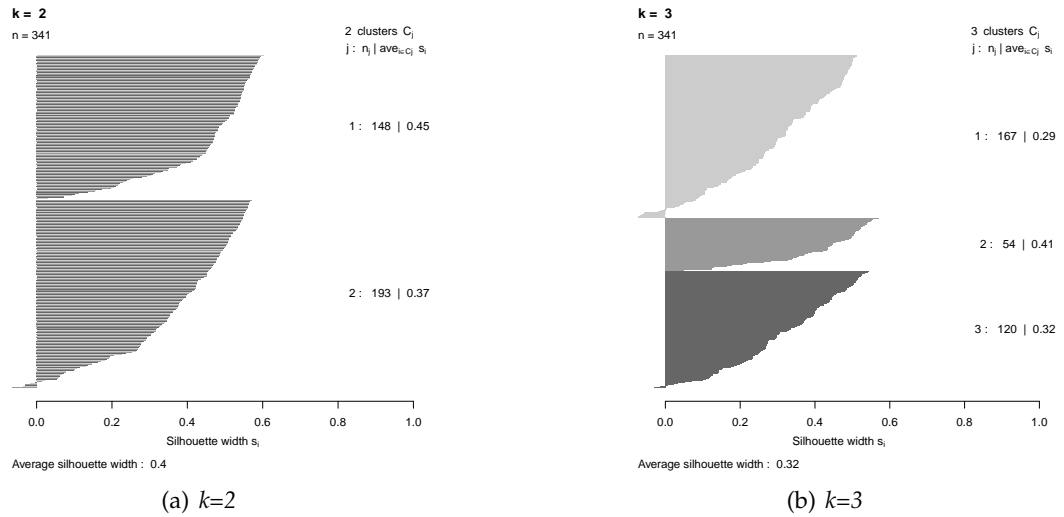 k = 2
n = 341
2 clusters Cj
j : nj | avei∈Cj si
1 : 148 | 0.45
2 : 193 | 0.37
0.0 0.2 0.4 0.6 0.8 1.0
Silhouette width si
Average silhouette width : 0.4
(a) k=2
k = 3
n = 341
3 clusters Cj
j : nj | avei∈Cj si
1 : 167 | 0.29
2 : 54 | 0.41
3 : 120 | 0.32
0.0 0.2 0.4 0.6 0.8 1.0
Silhouette width si
Average silhouette width : 0.32
(b) k=3